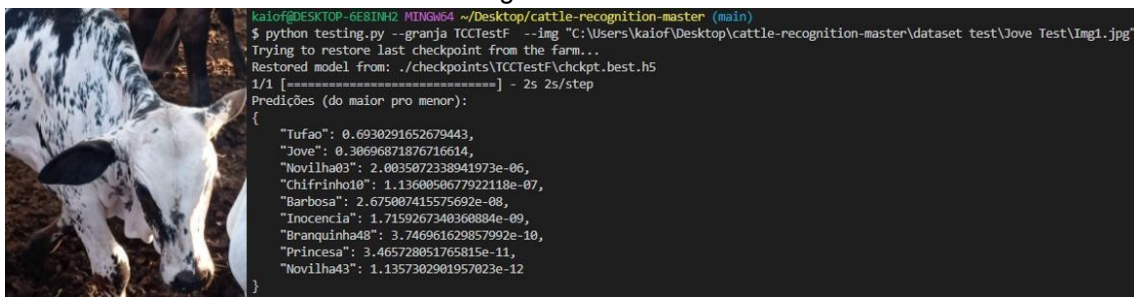 kaiof@DESKTOP-6E8INH2 MINGW64 ~/Desktop/cattle-recognition-master (main)
$ python testing.py --granja TCCTestF --img "C:\Users\kaiof\Desktop\cattle-recognition-master\dataset test\Jove Test\Img1.jpg"
Trying to restore last checkpoint from the farm...
Restored model from: ./checkpoints\TCCTestF\chckpt.best.h5
1/1 [==============================] - 2s 2s/step
Predições (do maior pro menor):
{
"Tufao": 0.6930291652679443,
"Jove": 0.30696871876716614,
"Novilha03": 2.0035072338941973e-06,
"Chifrinho10": 1.1360050677922118e-07,
"Barbosa": 2.675007415575692e-08,
"Inocencia": 1.7159267340360884e-09,
"Branquinha48": 3.746961629857992e-10,
"Princesa": 3.465728051765815e-11,
"Novilha43": 1.1357302901957023e-12
}